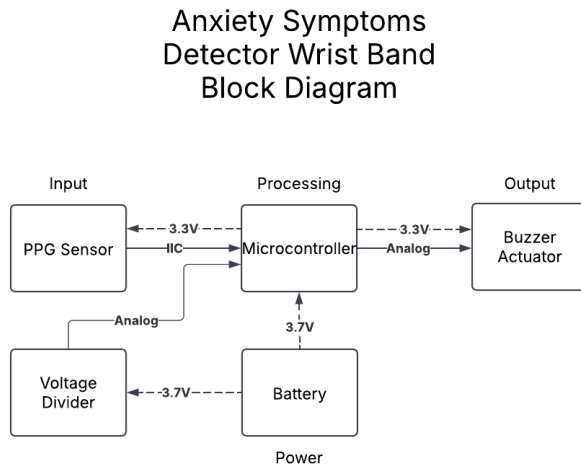 Anxiety Symptoms
Detector Wrist Band
Block Diagram
Input
Processing
Output
PPG Sensor
3.3V
IIC
Microcontroller
3.3V
Analog
Buzzer
Actuator
Analog
3.7V
Voltage
Divider
3.7V
Battery
Power